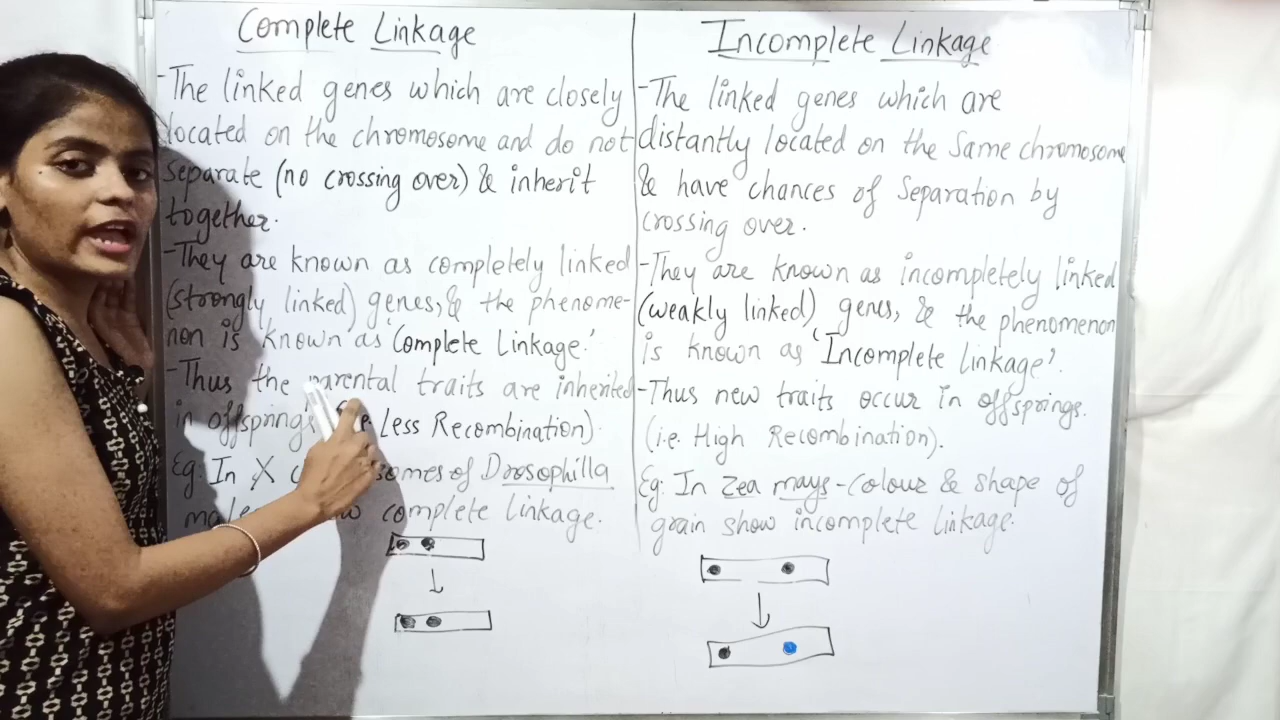 Complete Linkage
-The linked genes which are closely
located on the chromosome and do not
separate (no crossing over) & inherit
together.
-They are known as completely linked
(strongly linked) genes, & the phenome-
non is known as 'Complete Linkage.'
-Thus the parental traits are inherited
in offspring Less Recombination).
Eg: In X of Drosophilla
complete linkage.
Incomplete Linkage
-The linked genes which are
distantly located on the Same chromosome
& have chances of Separation by
crossing over.
-They are known as incompletely linked
(weakly linked) genes, & the phenomenon
is known as 'Incomplete linkage'.
-Thus new traits occur in offsprings.
(i.e. High Recombination).
Eg: In Zea mays-colour & shape of
grain show incomplete linkage.